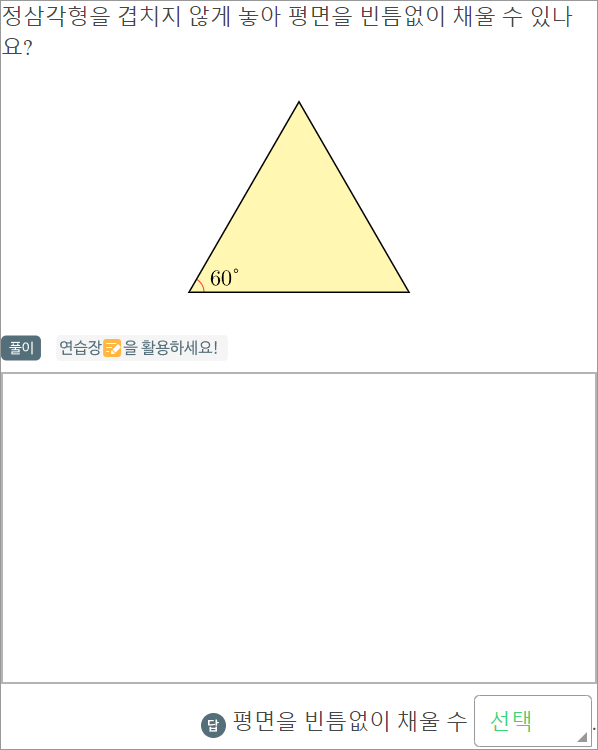 정삼각형을 겹치지 않게 놓아 평면을 빈틈없이 채울 수 있나
요?
60°
풀이 연습장을 활용하세요!
답 평면을 빈틈없이 채울 수 선택.